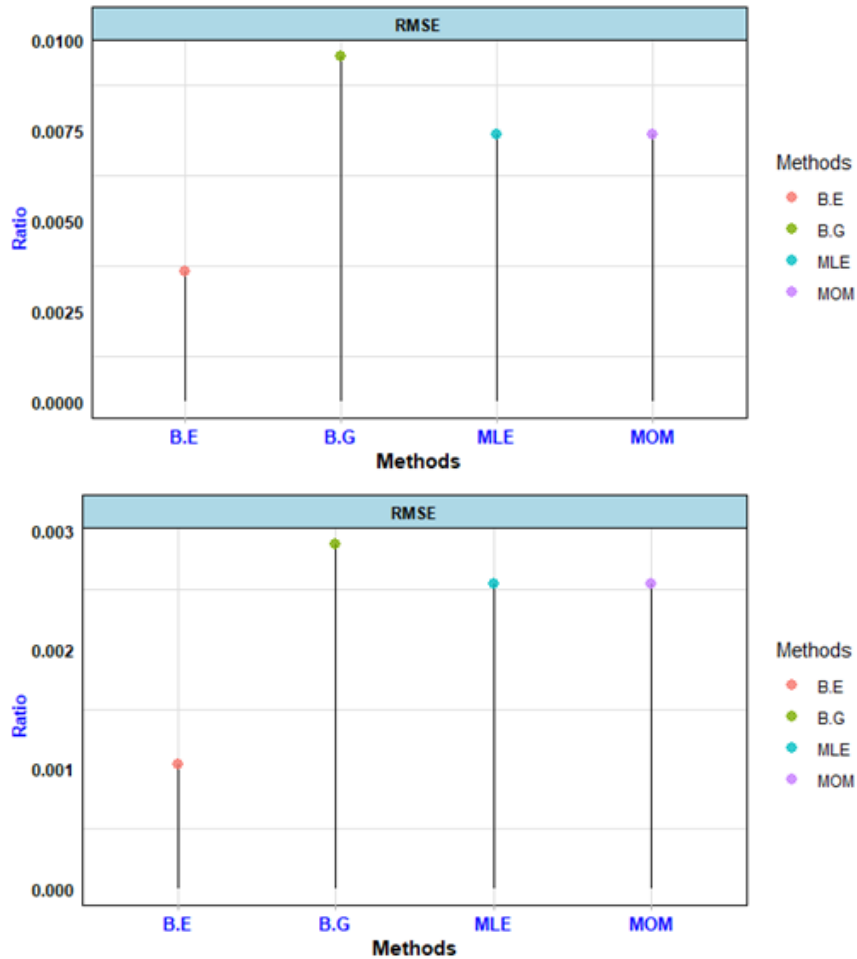 RMSE
0.0100
0.0075
0.0050
0.0025
0.0000
Ratio
B.E B.G MLE MOM
Methods
Methods
B.E
B.G
MLE
MOM
RMSE
0.003
0.002
0.001
0.000
Ratio
B.E B.G MLE MOM
Methods
Methods
B.E
B.G
MLE
MOM